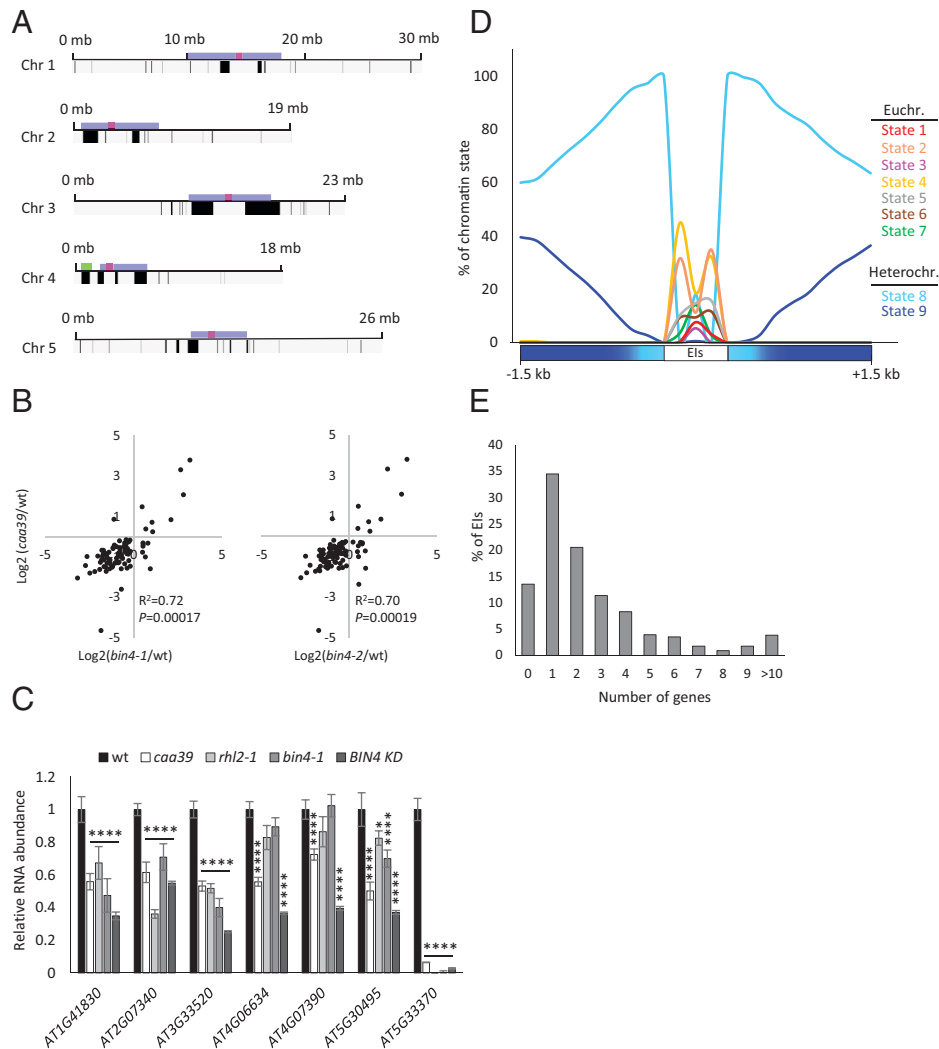 A
0 mb 10 mb 20 mb 30 mb
Chr 1
0 mb 19 mb
Chr 2
0 mb 23 mb
Chr 3
0 mb 18 mb
Chr 4
0 mb 26 mb
Chr 5
B
Log2 (caa39/wt)
5
3
1
-5 0 5
-3
-5
R²=0.72
P=0.00017
Log2(bin4-1/wt)
5
3
1
-5 0 5
-3
-5
R²=0.70
P=0.00019
Log2(bin4-2/wt)
C
wt caa39 rhl2-1 bin4-1 BIN4 KD
Relative RNA abundance
1.2
1
0.8
0.6
0.4
0.2
0
**** **** **** **** **** **** **** **** * **** **** ****
AT1G41830 AT2G07340 AT3G33520 AT4G06634 AT4G07390 AT5G30495 AT5G33370
D
% of chromatin state
100
80
60
40
20
0
EIs
-1.5 kb +1.5 kb
Euchr.
State 1
State 2
State 3
State 4
State 5
State 6
State 7
Heterochr.
State 8
State 9
E
% of EIs
40
35
30
25
20
15
10
5
0
0 1 2 3 4 5 6 7 8 9 >10
Number of genes